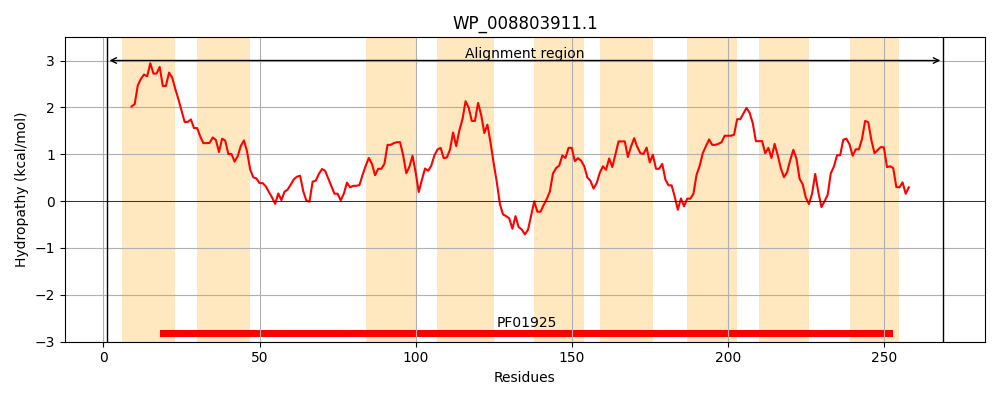 WP_008803911.1
Alignment region
3
2
1
0
−1
−2
−3
Hydropathy (kcal/mol)
PF01925
0 50 100 150 200 250
Residues